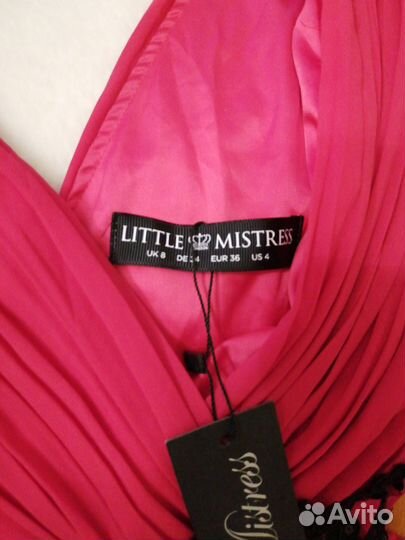 LITTLE MISTRESS
UK 8 DE 34 EUR 36 US 4
Mistress
Avito